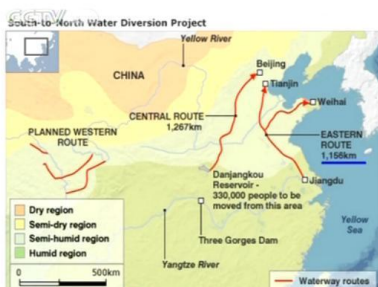 CCTV
South-to-North Water Diversion Project
Yellow River
Beijing
Tianjin
CHINA
Weihai
CENTRAL ROUTE
1,267km
PLANNED WESTERN
ROUTE
EASTERN
ROUTE
1,156km
Danjangkou
Reservoir -
330,000 people to be
moved from this area
Jiangdu
Dry region
Semi-dry region
Semi-humid region
Humid region
Three Gorges Dam
Yellow
Sea
Yangtze River
0 500km
Waterway routes